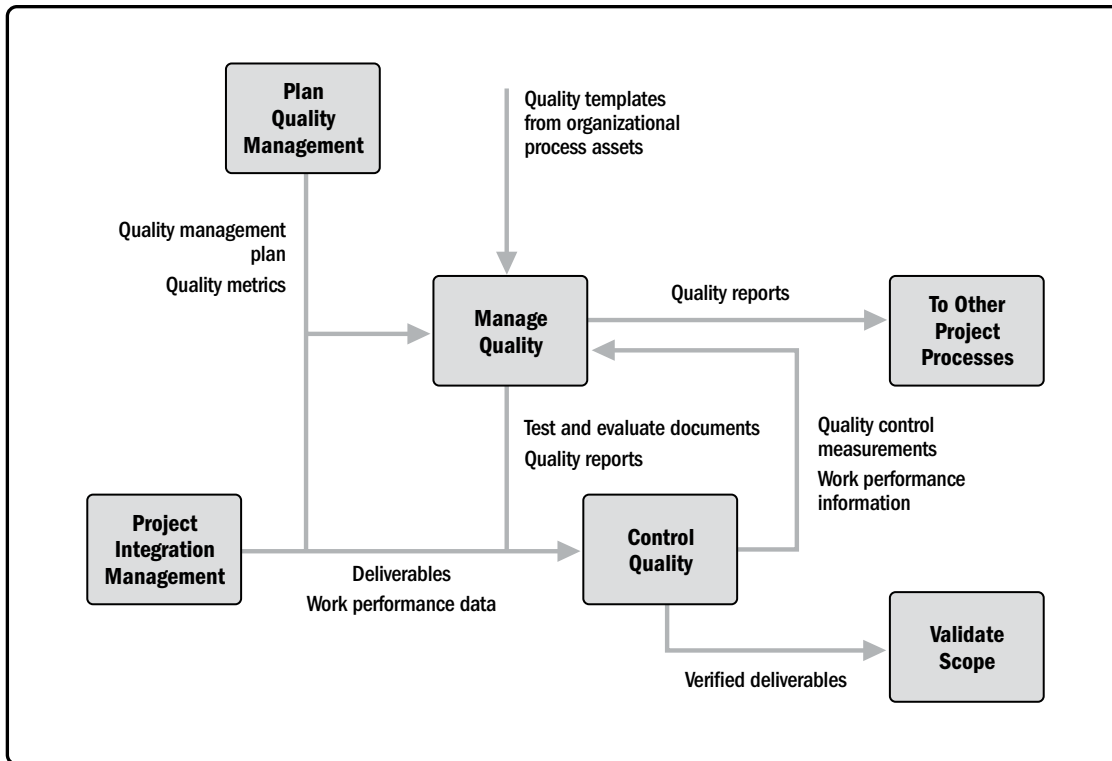 Plan
Quality
Management
Quality templates
from organizational
process assets
Quality management
plan
Quality metrics
Manage
Quality
Quality reports
To Other
Project
Processes
Test and evaluate documents
Quality reports
Quality control
measurements
Work performance
information
Project
Integration
Management
Deliverables
Work performance data
Control
Quality
Verified deliverables
Validate
Scope